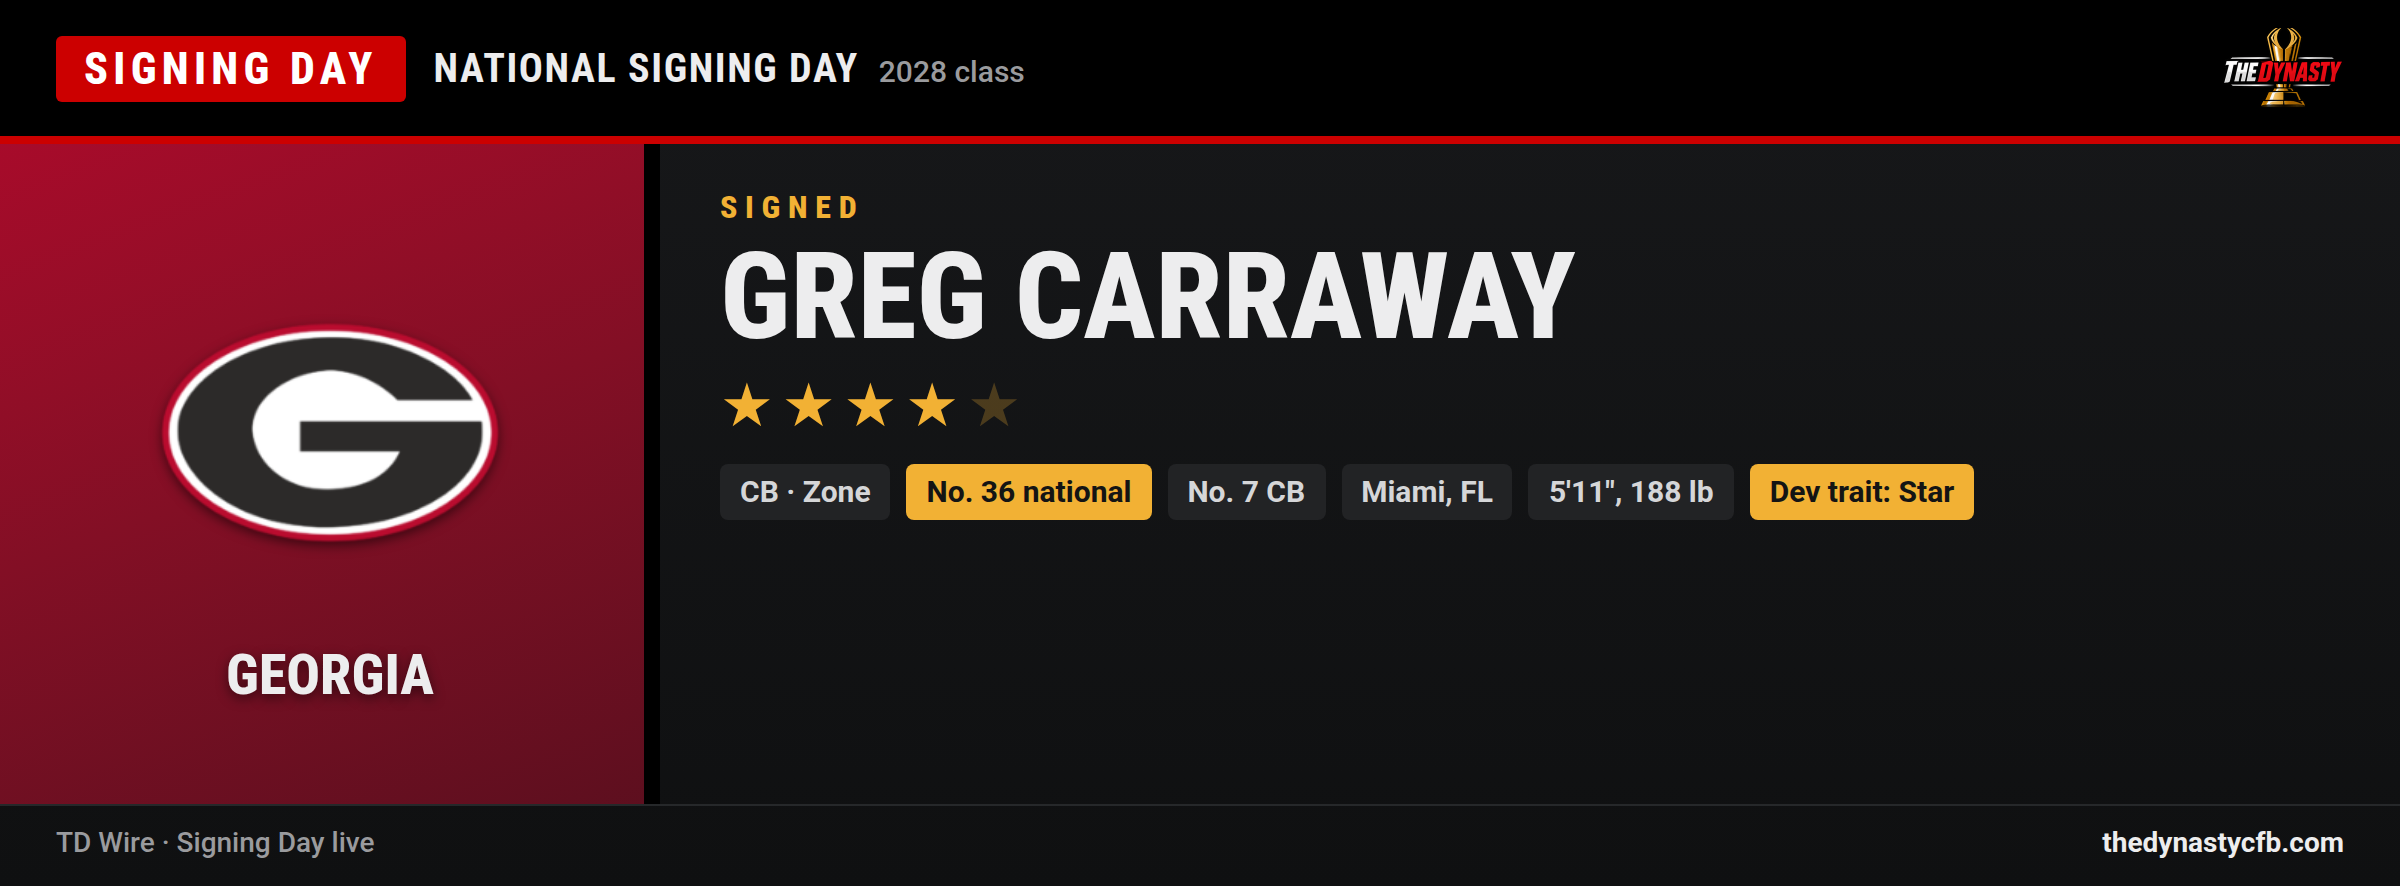 SIGNING DAY NATIONAL SIGNING DAY 2028 class
THE DYNASTY
SIGNED
GREG CARRAWAY
CB · Zone No. 36 national No. 7 CB Miami, FL 5'11", 188 lb Dev trait: Star
G
GEORGIA
TD Wire · Signing Day live
thedynastycfb.com